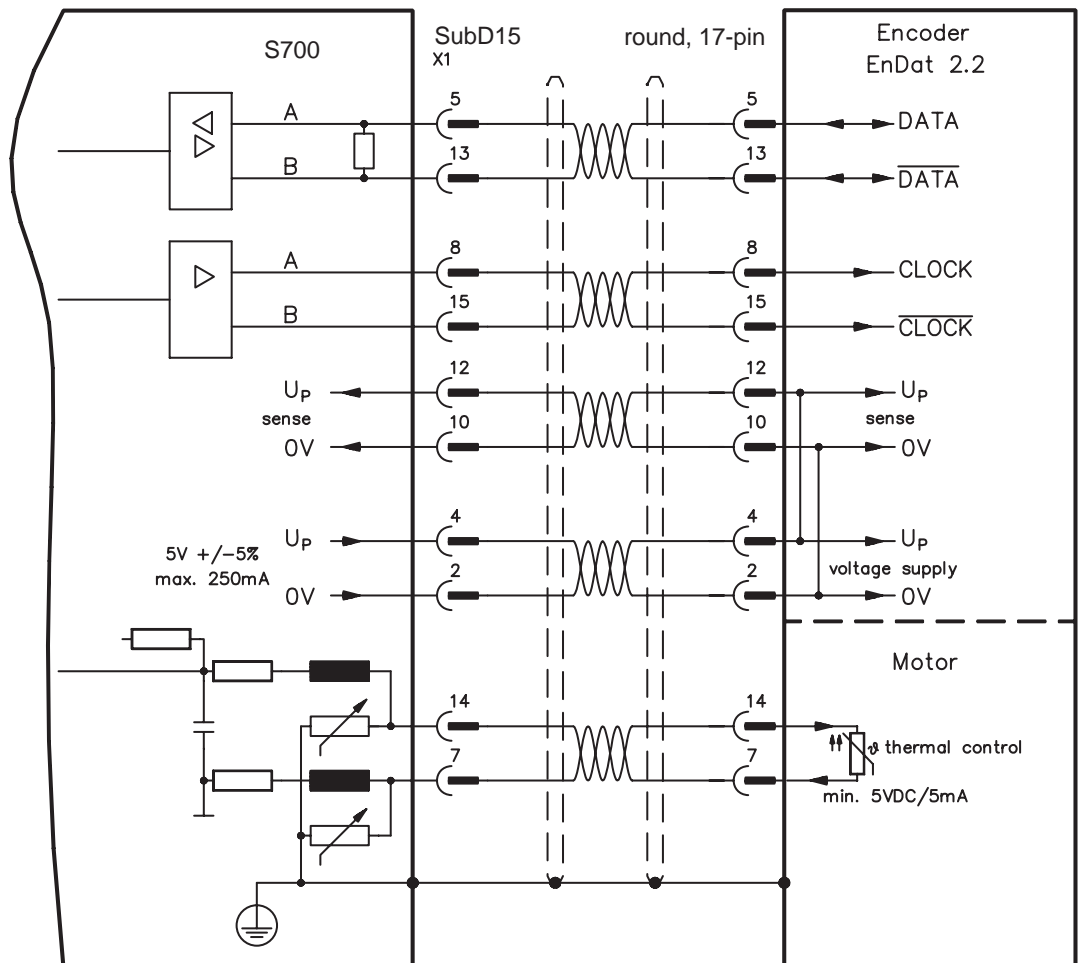 S700
SubD15
X1
round, 17-pin
Encoder
EnDat 2.2
A
5
5
DATA
B
13
13
DATA
A
8
8
CLOCK
B
15
15
CLOCK
UP
12
12
UP
sense
sense
0V
10
10
0V
5V +/-5%
max. 250mA
UP
4
4
UP
voltage supply
0V
2
2
0V
Motor
14
14
7
7
ϑ thermal control
min. 5VDC/5mA